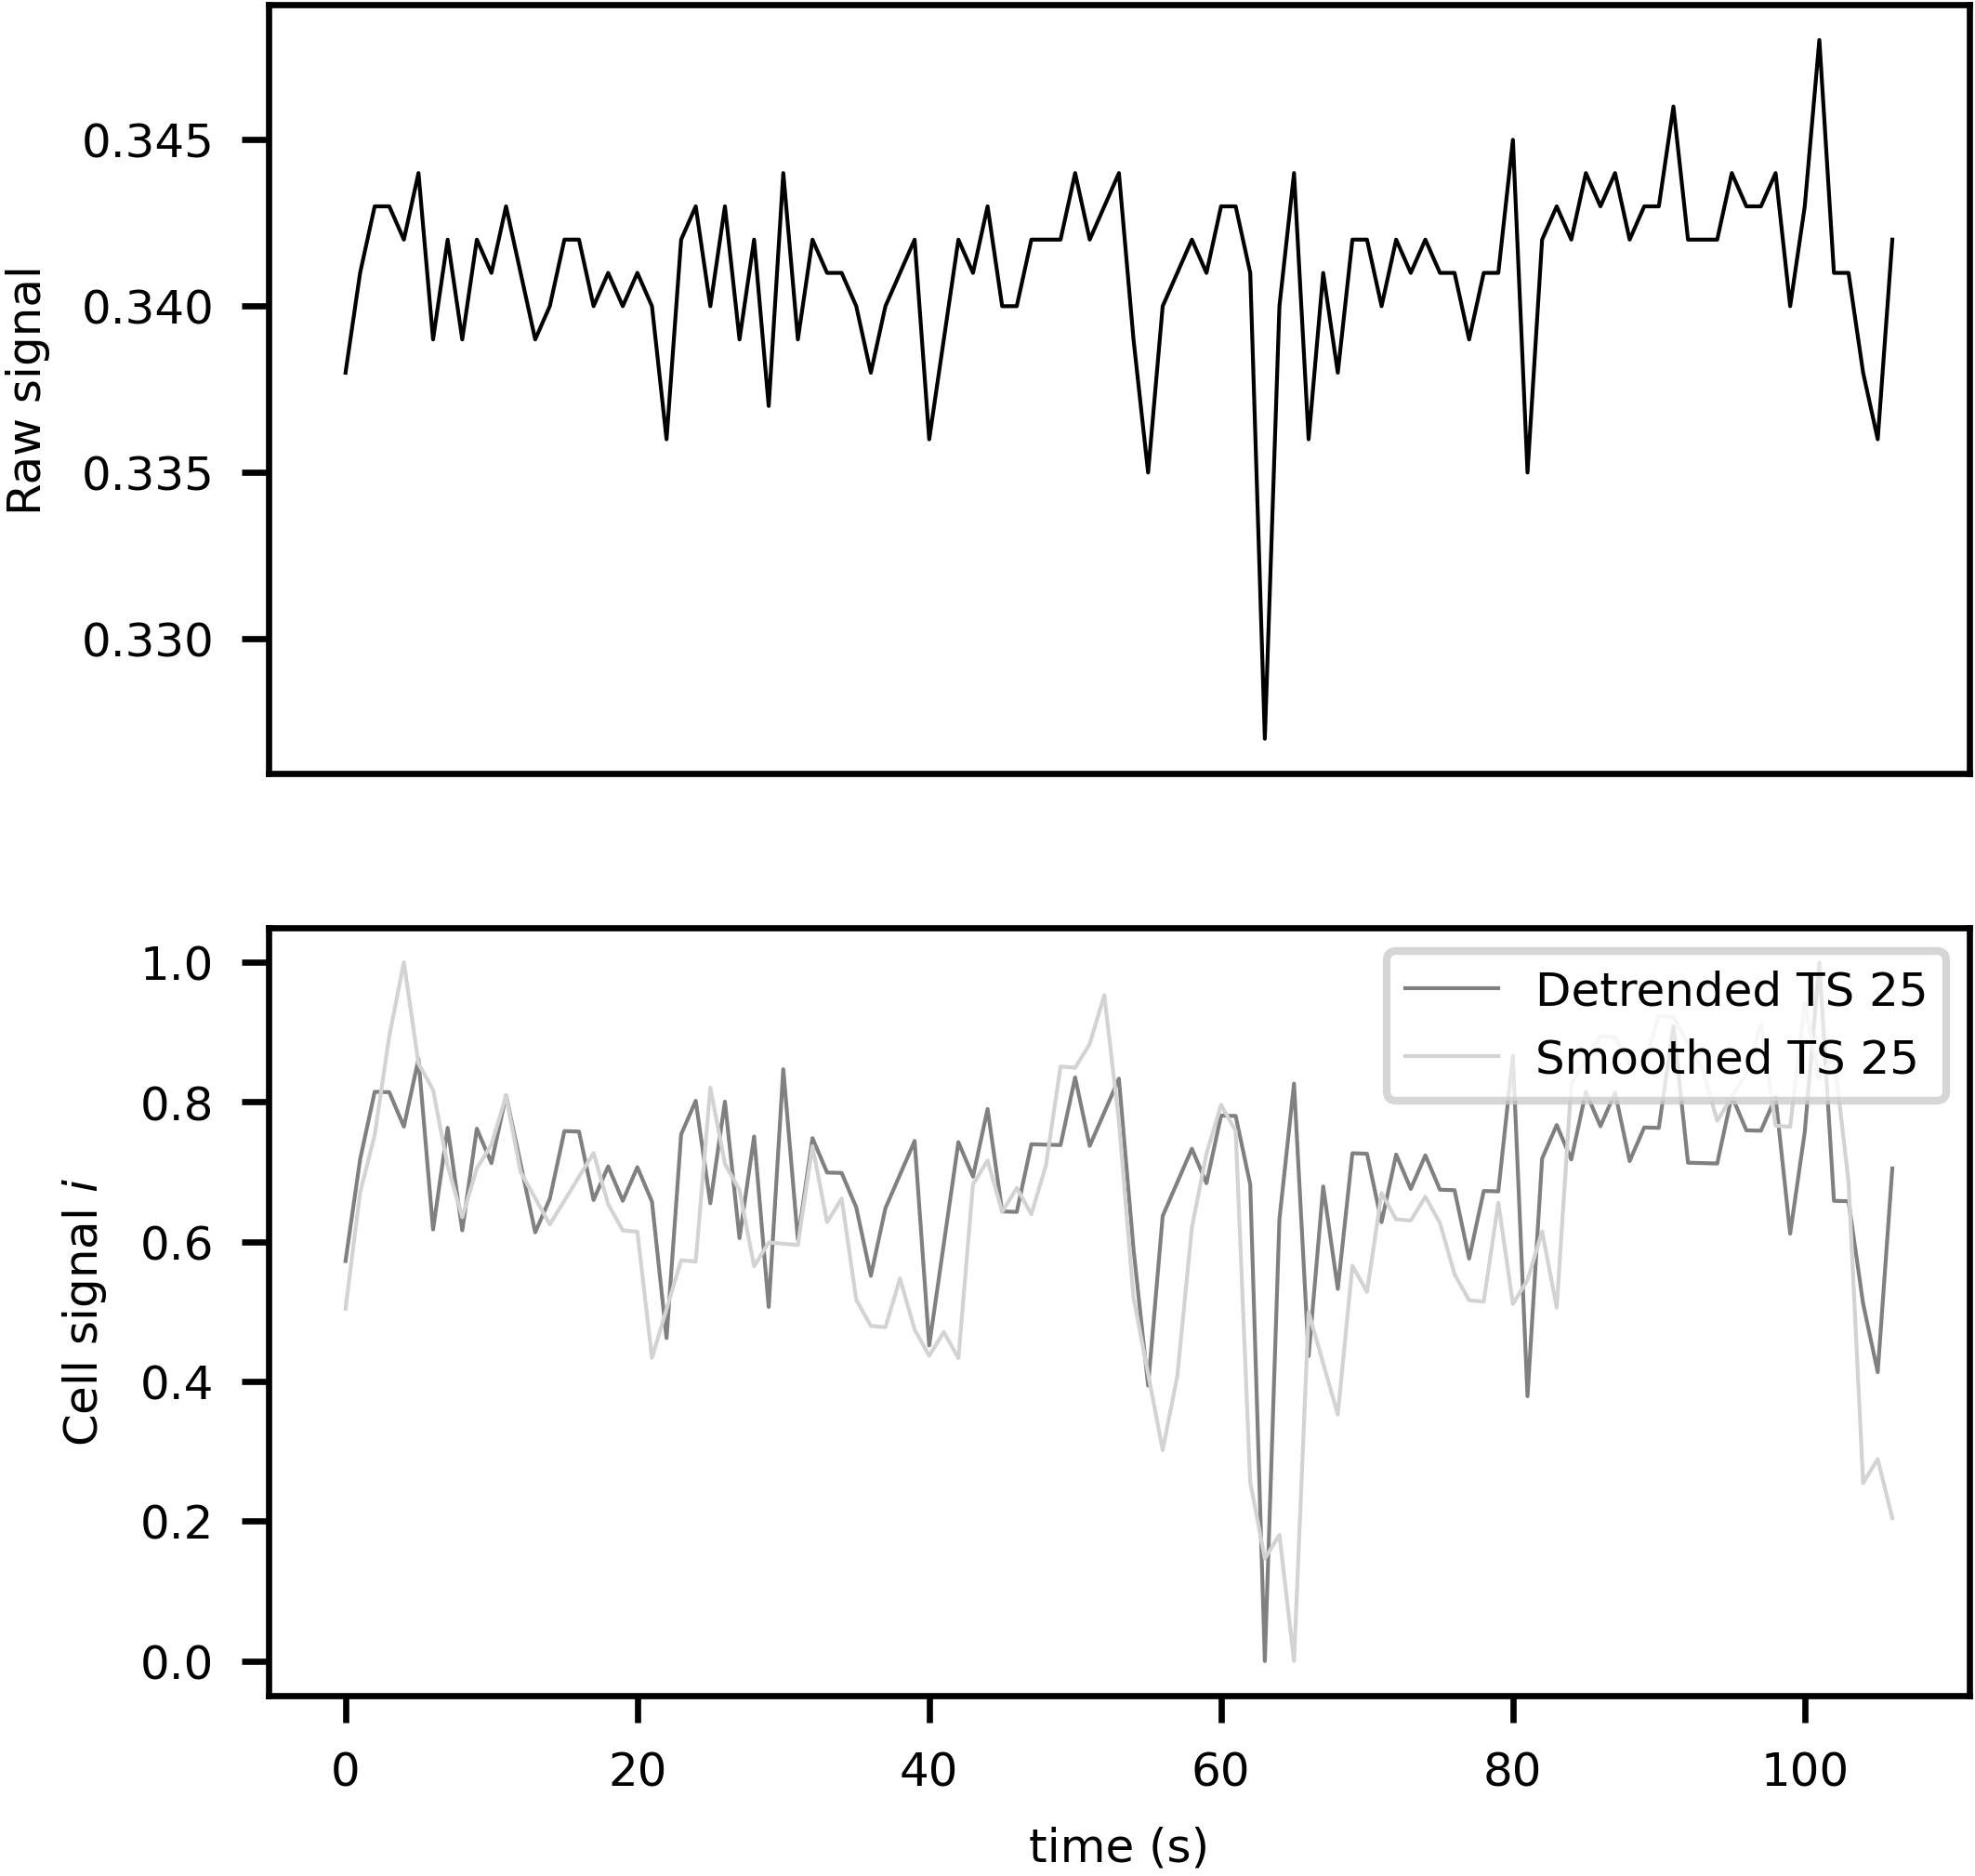 Raw signal
0.345
0.340
0.335
0.330
Cell signal i
1.0
0.8
0.6
0.4
0.2
0.0
Detrended TS 25
Smoothed TS 25
0 20 40 60 80 100
time (s)